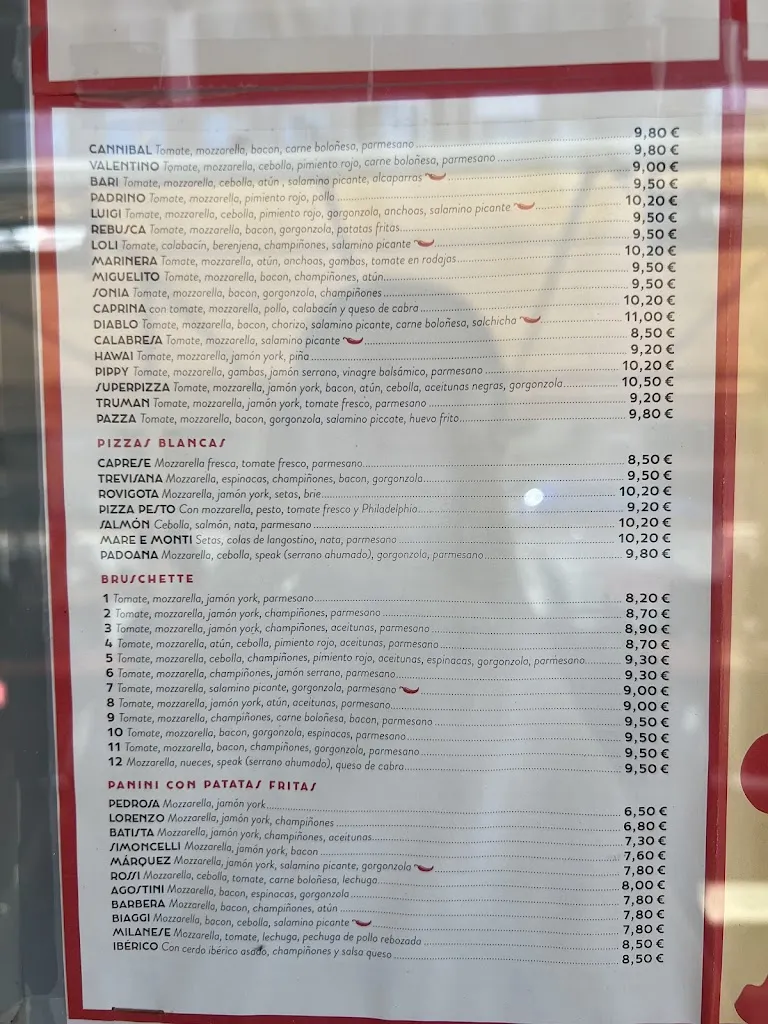 CANNIBAL Tomate, mozzarella, bacon, carne boloñesa, parmesano 9,80 €
VALENTINO Tomate, mozzarella, cebolla, pimiento rojo, carne boloñesa, parmesano 9,80 €
BARI Tomate, mozzarella, cebolla, atún, salamino picante, alcaparras 9,00 €
PADRINO Tomate, mozzarella, pimiento rojo, pollo 9,50 €
LUIGI Tomate, mozzarella, cebolla, pimiento rojo, gorgonzola, anchoas, salamino picante 10,20 €
REBUSCA Tomate, mozzarella, bacon, gorgonzola, patatas fritas 9,50 €
LOLI Tomate, calabacín, berenjena, champiñones, salamino picante 9,50 €
MARINERA Tomate, mozzarella, atún, anchoas, gambas, tomate en rodajas 10,20 €
MIGUELITO Tomate, mozzarella, bacon, champiñones, atún 9,50 €
SONIA Tomate, mozzarella, bacon, gorgonzola, champiñones 9,50 €
CAPRINA con tomate, mozzarella, pollo, calabacín y queso de cabra 10,20 €
DIABLO Tomate, mozzarella, bacon, chorizo, salamino picante, carne boloñesa, salchicha 11,00 €
CALABRESA Tomate, mozzarella, salamino picante 8,50 €
HAWAI Tomate, mozzarella, jamón york, piña 9,20 €
PIPPY Tomate, mozzarella, gambas, jamón serrano, vinagre balsámico, parmesano 10,20 €
SUPERPIZZA Tomate, mozzarella, jamón york, bacon, atún, cebolla, aceitunas negras, gorgonzola 10,50 €
TRUMAN Tomate, mozzarella, jamón york, tomate fresco, parmesano 9,20 €
PAZZA Tomate, mozzarella, bacon, gorgonzola, salamino piccate, huevo frito 9,80 €
PIZZAS BLANCAS
CAPRESE Mozzarella fresca, tomate fresco, parmesano 8,50 €
TREVISANA Mozzarella, espinacas, champiñones, bacon, gorgonzola 9,50 €
ROVIGOTA Mozzarella, jamón york, setas, brie 10,20 €
PIZZA PESTO Con mozzarella, pesto, tomate fresco y Philadelphia 9,20 €
SALMÓN Cebolla, salmón, nata, parmesano 10,20 €
MARE E MONTI Setas, colas de langostino, nata, parmesano 10,20 €
PADOANA Mozzarella, cebolla, speak (serrano ahumado), gorgonzola, parmesano 9,80 €
BRUSCHETTE
1 Tomate, mozzarella, jamón york, parmesano 8,20 €
2 Tomate, mozzarella, jamón york, champiñones, parmesano 8,70 €
3 Tomate, mozzarella, jamón york, champiñones, aceitunas, parmesano 8,90 €
4 Tomate, mozzarella, atún, cebolla, pimiento rojo, aceitunas, parmesano 8,70 €
5 Tomate, mozzarella, cebolla, champiñones, pimiento rojo, aceitunas, espinacas, gorgonzola, parmesano 9,30 €
6 Tomate, mozzarella, champiñones, jamón serrano, parmesano 9,30 €
7 Tomate, mozzarella, salamino picante, gorgonzola, parmesano 9,00 €
8 Tomate, mozzarella, jamón york, atún, aceitunas, parmesano 9,00 €
9 Tomate, mozzarella, champiñones, carne boloñesa, bacon, parmesano 9,50 €
10 Tomate, mozzarella, bacon, gorgonzola, espinacas, parmesano 9,50 €
11 Tomate, mozzarella, bacon, champiñones, gorgonzola, parmesano 9,50 €
12 Mozzarella, nueces, speak (serrano ahumado), queso de cabra 9,50 €
PANINI CON PATATAS FRITAS
PEDROSA Mozzarella, jamón york 6,50 €
LORENZO Mozzarella, jamón york, champiñones 6,80 €
BATISTA Mozzarella, jamón york, champiñones, aceitunas 7,30 €
SIMONCELLI Mozzarella, jamón york, bacon 7,60 €
MÁRQUEZ Mozzarella, jamón york, salamino picante, gorgonzola 7,80 €
ROSSI Mozzarella, cebolla, tomate, carne boloñesa, lechuga 8,00 €
AGOSTINI Mozzarella, bacon, espinacas, gorgonzola 7,80 €
BARBERA Mozzarella, bacon, champiñones, atún 7,80 €
BIAGGI Mozzarella, bacon, cebolla, salamino picante 7,80 €
MILANESE Mozzarella, tomate, lechuga, pechuga de pollo rebozada 8,50 €
IBÉRICO Con cerdo ibérico asado, champiñones y salsa queso 8,50 €